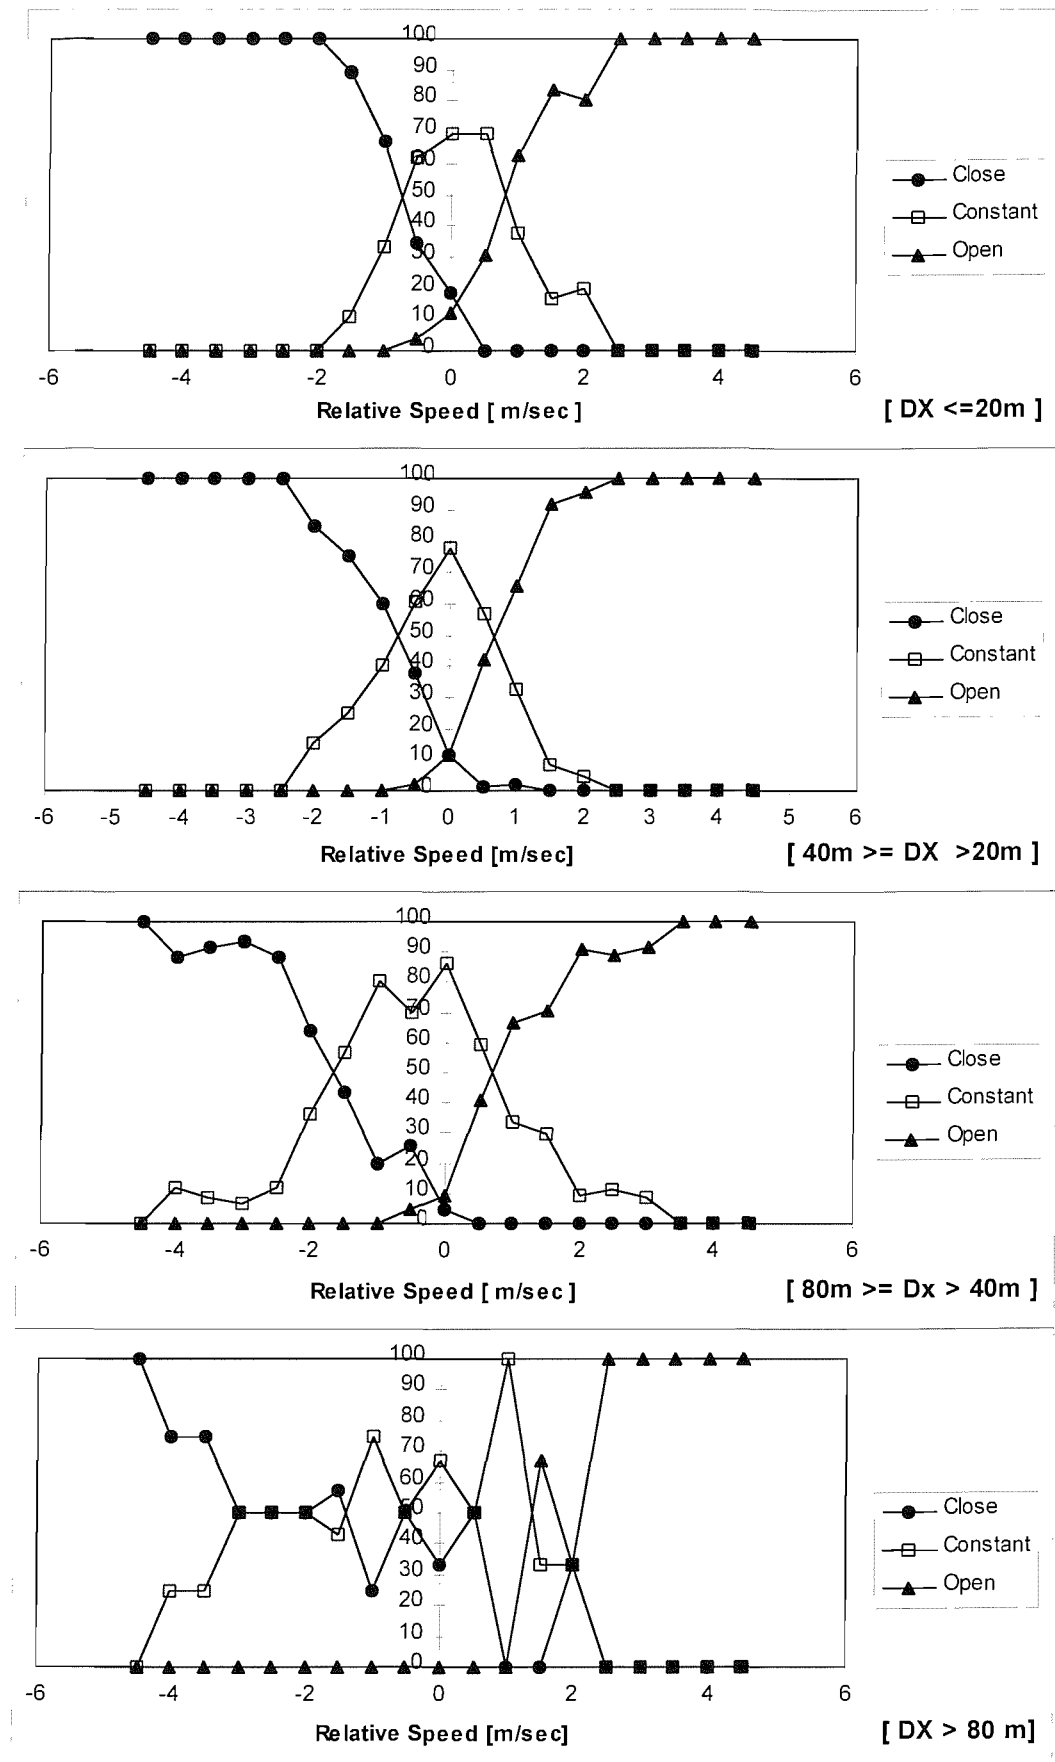 100
90
80
70
60
50
40
30
20
10
0
-6 -4 -2 0 2 4 6
Relative Speed [ m/sec ]
[ DX <=20m ]
Close
Constant
Open
100
90
80
70
60
50
40
30
20
10
0
-6 -5 -4 -3 -2 -1 0 1 2 3 4 5 6
Relative Speed [m/sec]
[ 40m >= DX >20m ]
Close
Constant
Open
100
90
80
70
60
50
40
30
20
10
0
-6 -4 -2 0 2 4 6
Relative Speed [ m/sec ]
[ 80m >= Dx > 40m ]
Close
Constant
Open
100
90
80
70
60
50
40
30
20
10
0
-6 -4 -2 0 2 4 6
Relative Speed [m/sec]
[ DX > 80 m]
Close
Constant
Open